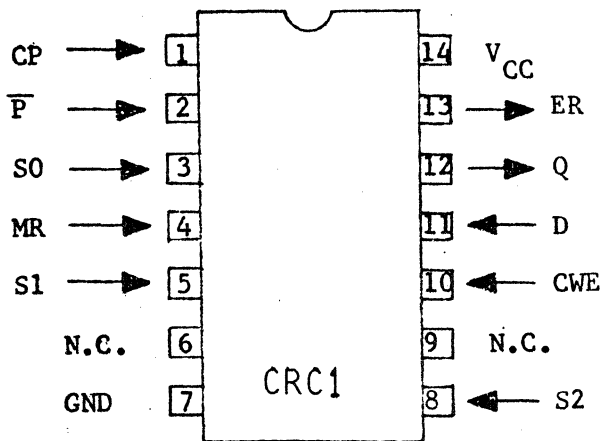 CP 1 14 VCC
P̅ 2 13 ER
S0 3 12 Q
MR 4 11 D
S1 5 10 CWE
N.C. 6 9 N.C.
CRC1
GND 7 8 S2